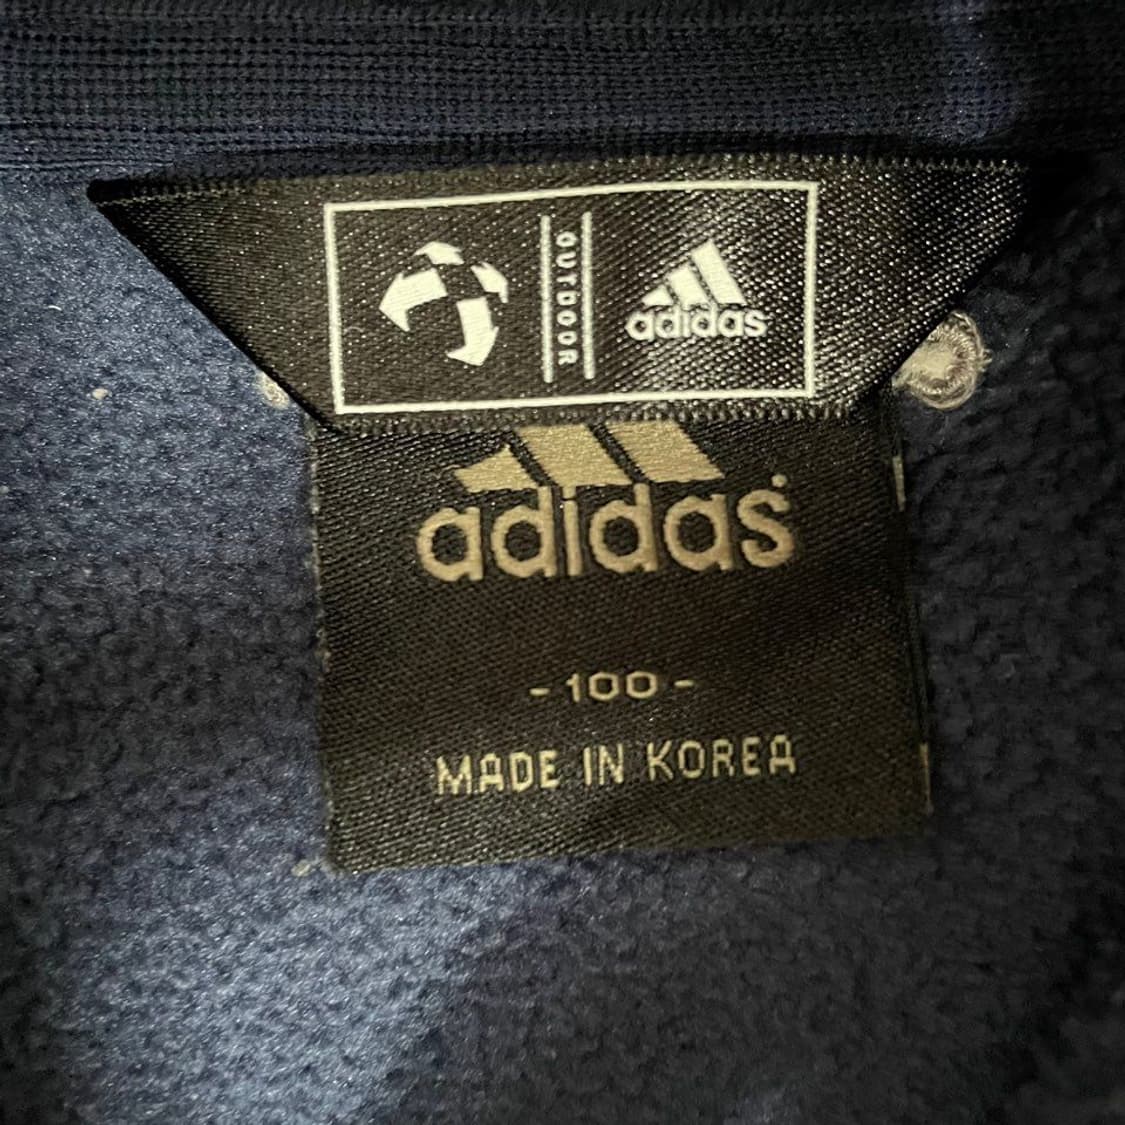 OUTDOOR
adidas
adidas
- 100 -
MADE IN KOREA